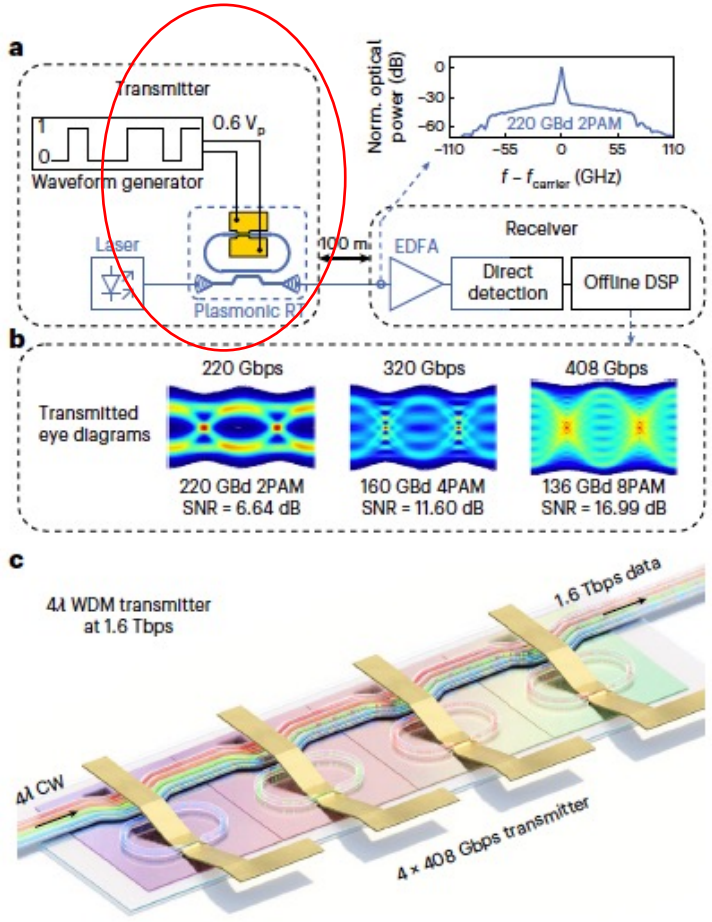 a
Transmitter
1
0
0.6 Vp
Waveform generator
Laser
Plasmonic RT
100 m
Norm. optical
power (dB)
0
−30
−60
220 GBd 2PAM
−110 −55 0 55 110
f − fcarrier (GHz)
Receiver
EDFA
Direct
detection
Offline DSP
b
Transmitted
eye diagrams
220 Gbps
320 Gbps
408 Gbps
220 GBd 2PAM
SNR = 6.64 dB
160 GBd 4PAM
SNR = 11.60 dB
136 GBd 8PAM
SNR = 16.99 dB
c
4λ WDM transmitter
at 1.6 Tbps
1.6 Tbps data
4λ CW
4 × 408 Gbps transmitter